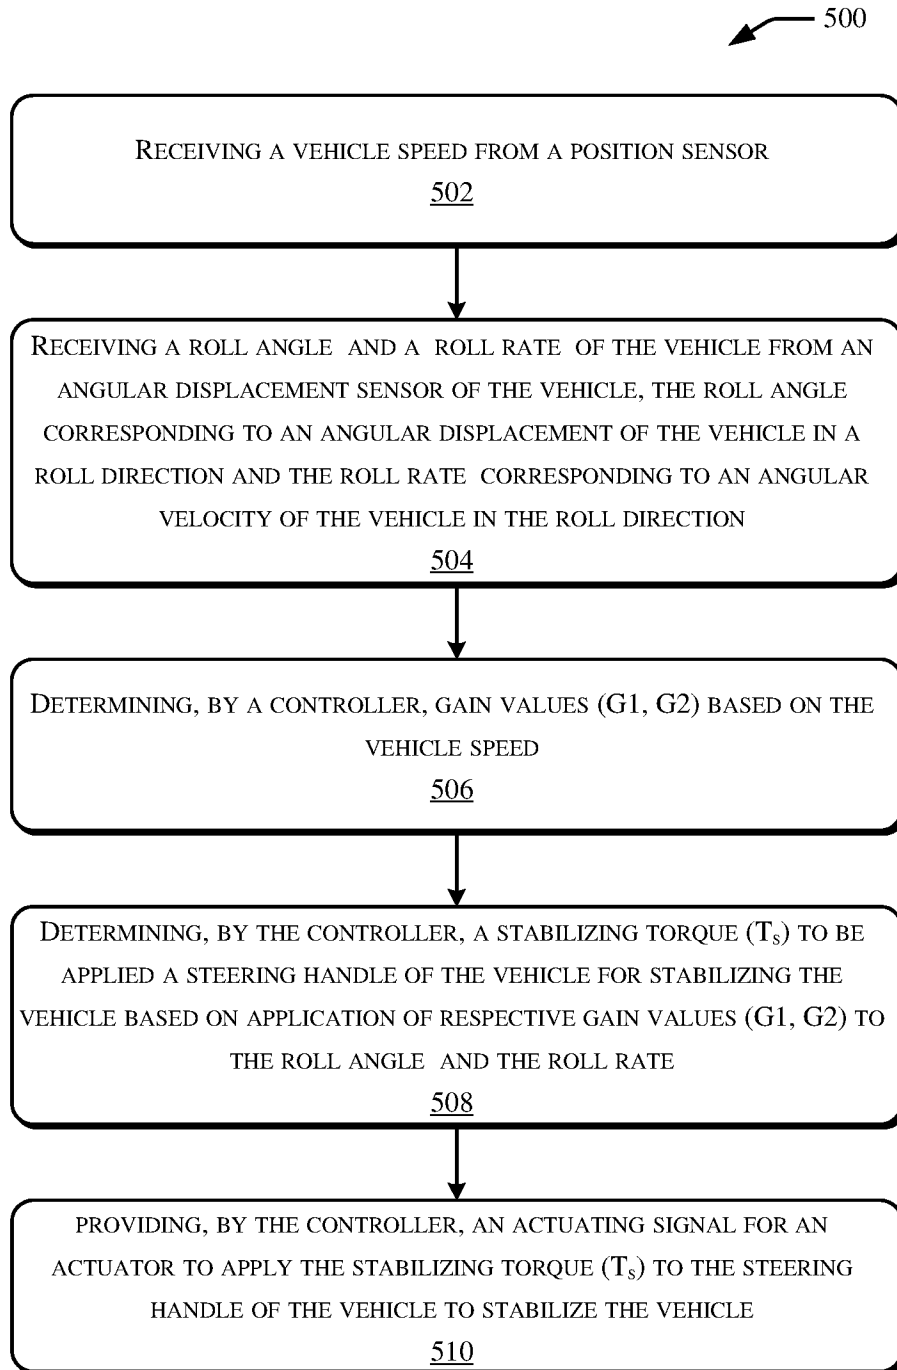 500
RECEIVING A VEHICLE SPEED FROM A POSITION SENSOR
502
RECEIVING A ROLL ANGLE AND A ROLL RATE OF THE VEHICLE FROM AN
ANGULAR DISPLACEMENT SENSOR OF THE VEHICLE, THE ROLL ANGLE
CORRESPONDING TO AN ANGULAR DISPLACEMENT OF THE VEHICLE IN A
ROLL DIRECTION AND THE ROLL RATE CORRESPONDING TO AN ANGULAR
VELOCITY OF THE VEHICLE IN THE ROLL DIRECTION
504
DETERMINING, BY A CONTROLLER, GAIN VALUES (G1, G2) BASED ON THE
VEHICLE SPEED
506
DETERMINING, BY THE CONTROLLER, A STABILIZING TORQUE (Ts) TO BE
APPLIED A STEERING HANDLE OF THE VEHICLE FOR STABILIZING THE
VEHICLE BASED ON APPLICATION OF RESPECTIVE GAIN VALUES (G1, G2) TO
THE ROLL ANGLE AND THE ROLL RATE
508
PROVIDING, BY THE CONTROLLER, AN ACTUATING SIGNAL FOR AN
ACTUATOR TO APPLY THE STABILIZING TORQUE (Ts) TO THE STEERING
HANDLE OF THE VEHICLE TO STABILIZE THE VEHICLE
510